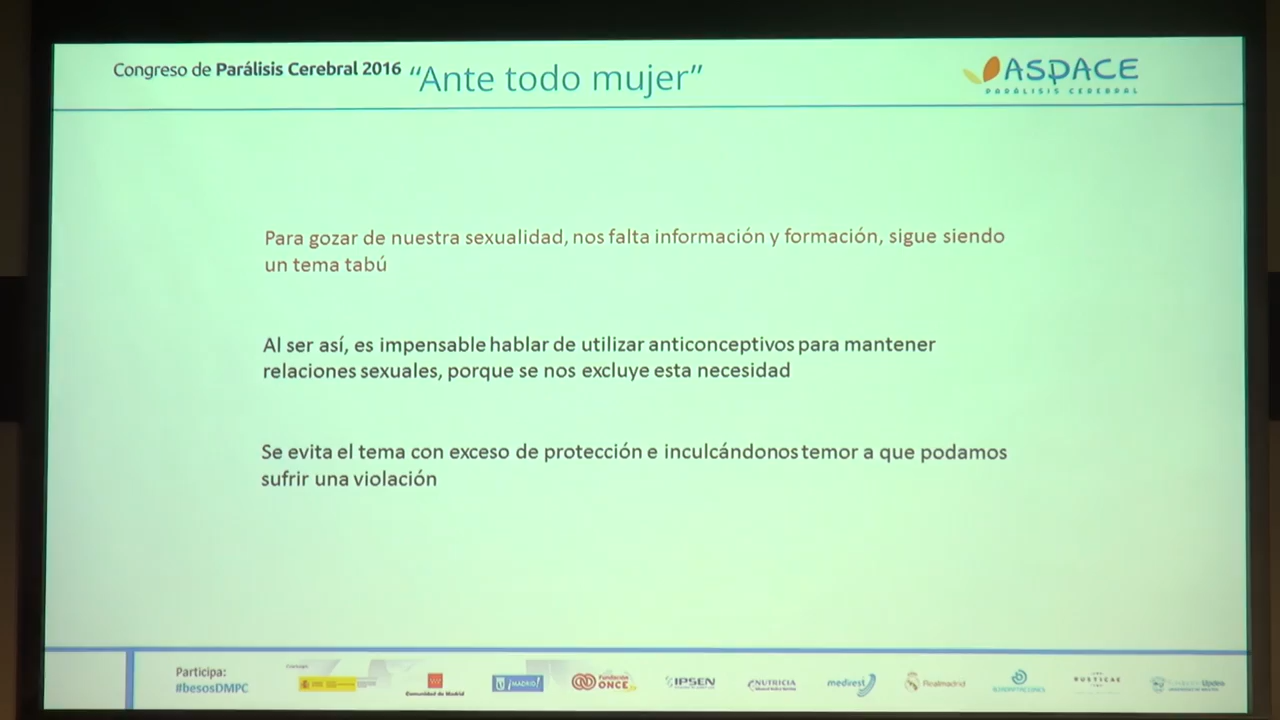 Congreso de Parálisis Cerebral 2016 “Ante todo mujer”
ASPACE
PARÁLISIS CEREBRAL
Para gozar de nuestra sexualidad, nos falta información y formación, sigue siendo
un tema tabú
Al ser así, es impensable hablar de utilizar anticonceptivos para mantener
relaciones sexuales, porque se nos excluye esta necesidad
Se evita el tema con exceso de protección e inculcándonos temor a que podamos
sufrir una violación
Participa:
#besosDMPC
Comunidad de Madrid
¡MADRID!
Fundación
ONCE
IPSEN
NUTRICIA
medirest
Realmadrid
RUSTICAE